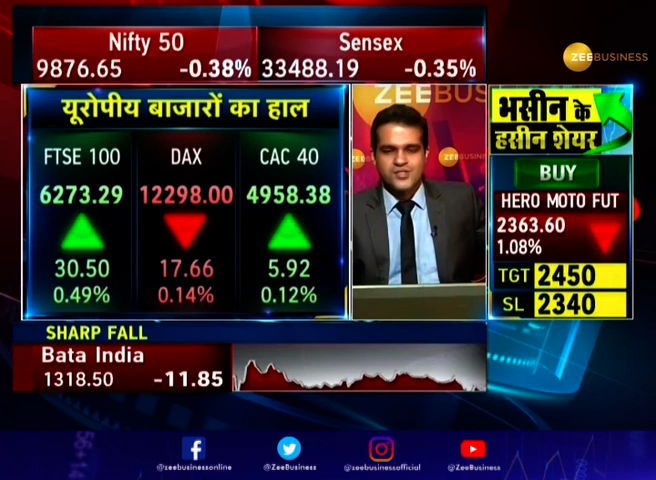 Nifty 50
9876.65 -0.38%
Sensex
33488.19 -0.35%
ZEEBUSINESS
यूरोपीय बाजारों का हाल
FTSE 100
6273.29
30.50
0.49%
DAX
12298.00
17.66
0.14%
CAC 40
4958.38
5.92
0.12%
ZEEBUS
ZEEBUSINESS
भसीन के
हसीन शेयर
BUY
HERO MOTO FUT
2363.60
1.08%
TGT 2450
SL 2340
SHARP FALL
Bata India
1318.50 -11.85
@zeebusinessonline
@ZeeBusiness
@zeebusinessofficial
@ZeeBusiness